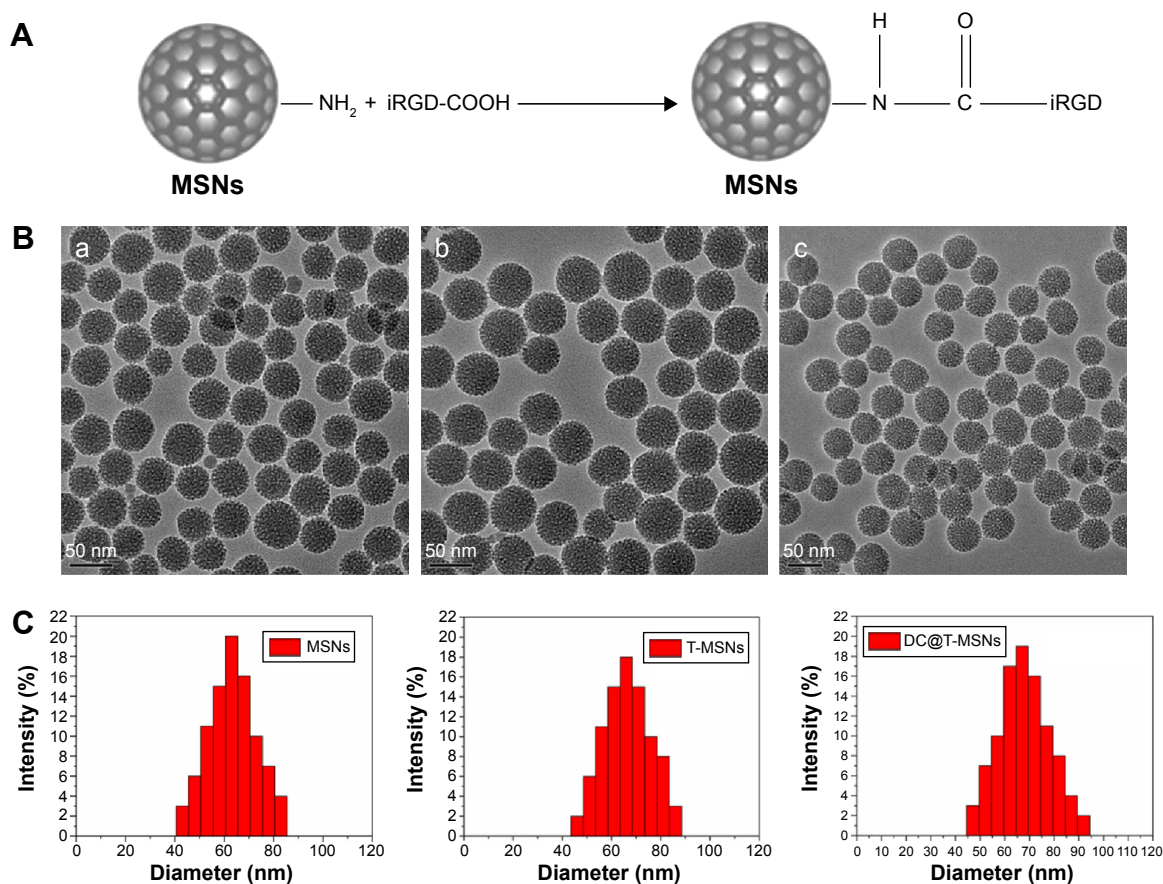 A
H
O
NH2 + iRGD-COOH
N
C
iRGD
MSNs
MSNs
B
a
b
c
50 nm
50 nm
50 nm
C
22
20
18
16
14
12
10
8
6
4
2
0
Intensity (%)
MSNs
0 20 40 60 80 100 120
Diameter (nm)
22
20
18
16
14
12
10
8
6
4
2
0
Intensity (%)
T-MSNs
0 20 40 60 80 100 120
Diameter (nm)
22
20
18
16
14
12
10
8
6
4
2
0
Intensity (%)
DC@T-MSNs
0 10 20 30 40 50 60 70 80 90 100 110 120
Diameter (nm)